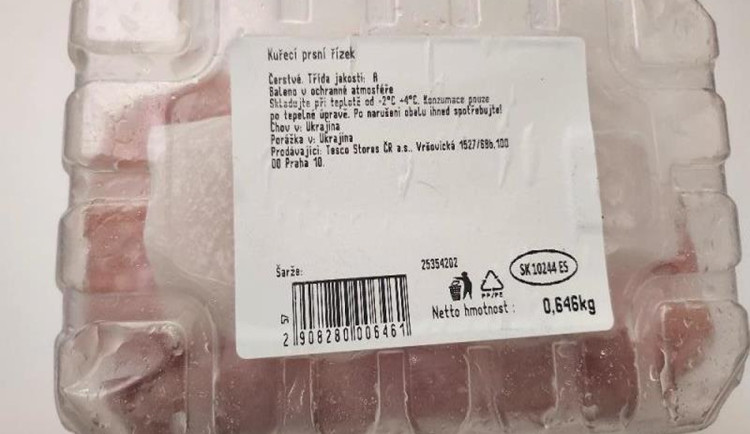 Kuřecí prsní řízek
Čerstvé. Třída jakosti: A
Baleno v ochranné atmosféře
Skladujte při teplotě od -2°C +4°C. Konzumace pouze
po tepelné úpravě. Po narušení obalu ihned spotřebujte!
Chov v: Ukrajina
Porážka v: Ukrajina
Prodávající: Tesco Stores ČR a.s., Vršovická 1527/68b,100
00 Praha 10.
Šarže: 25354202
SK 10244 ES
PP/PE
Netto hmotnost : 0,646kg
2 908280 006461